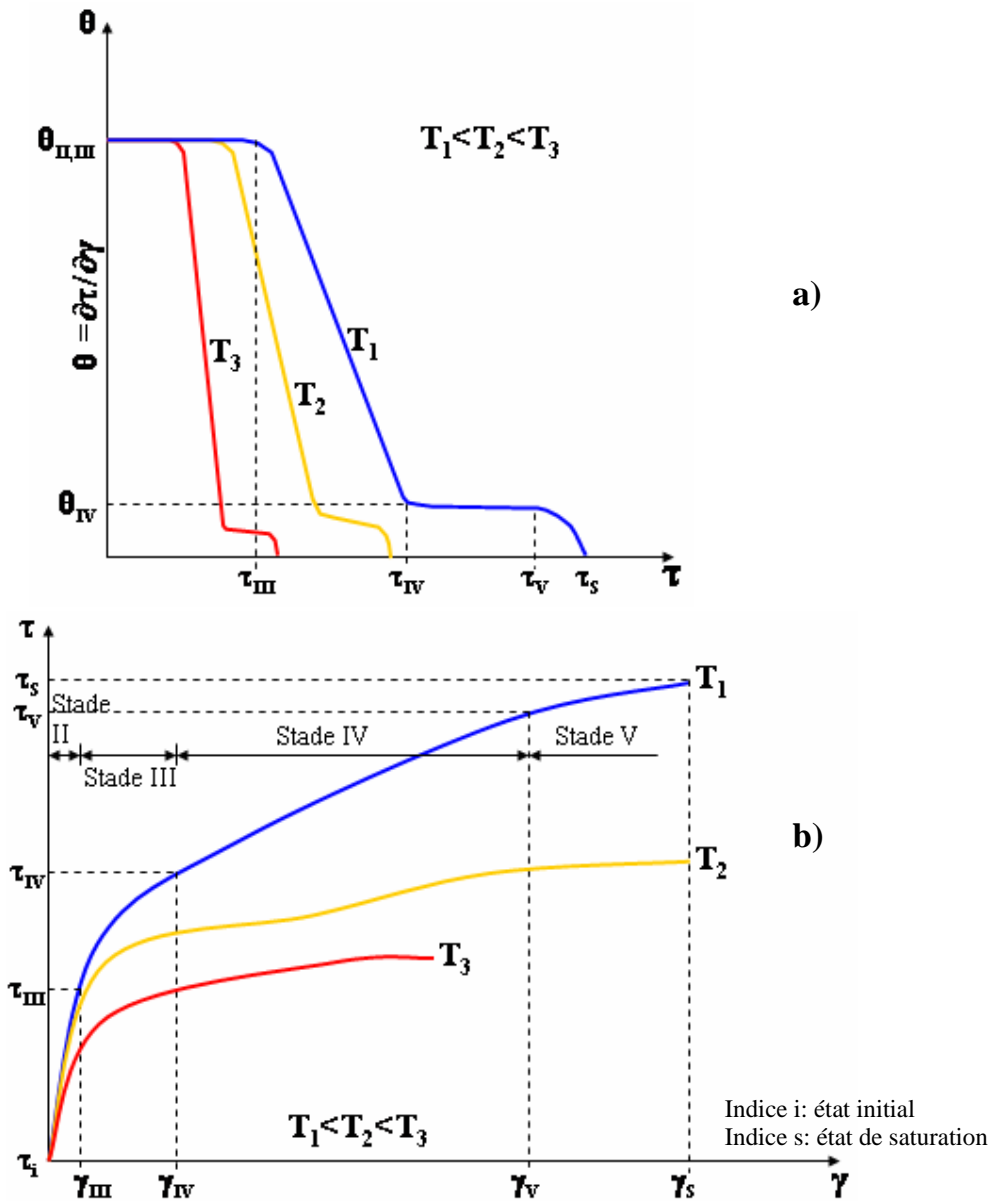 θ
θII,III
T1<T2<T3
θ = ∂τ/∂γ
a)
T3
T1
T2
θIV
τIII
τIV
τV
τS
τ
τ
τS
T1
τV
Stade
II
Stade IV
Stade V
Stade III
b)
τIV
T2
T3
τIII
T1<T2<T3
Indice i: état initial
Indice s: état de saturation
τi
γIII
γIV
γV
γS
γ